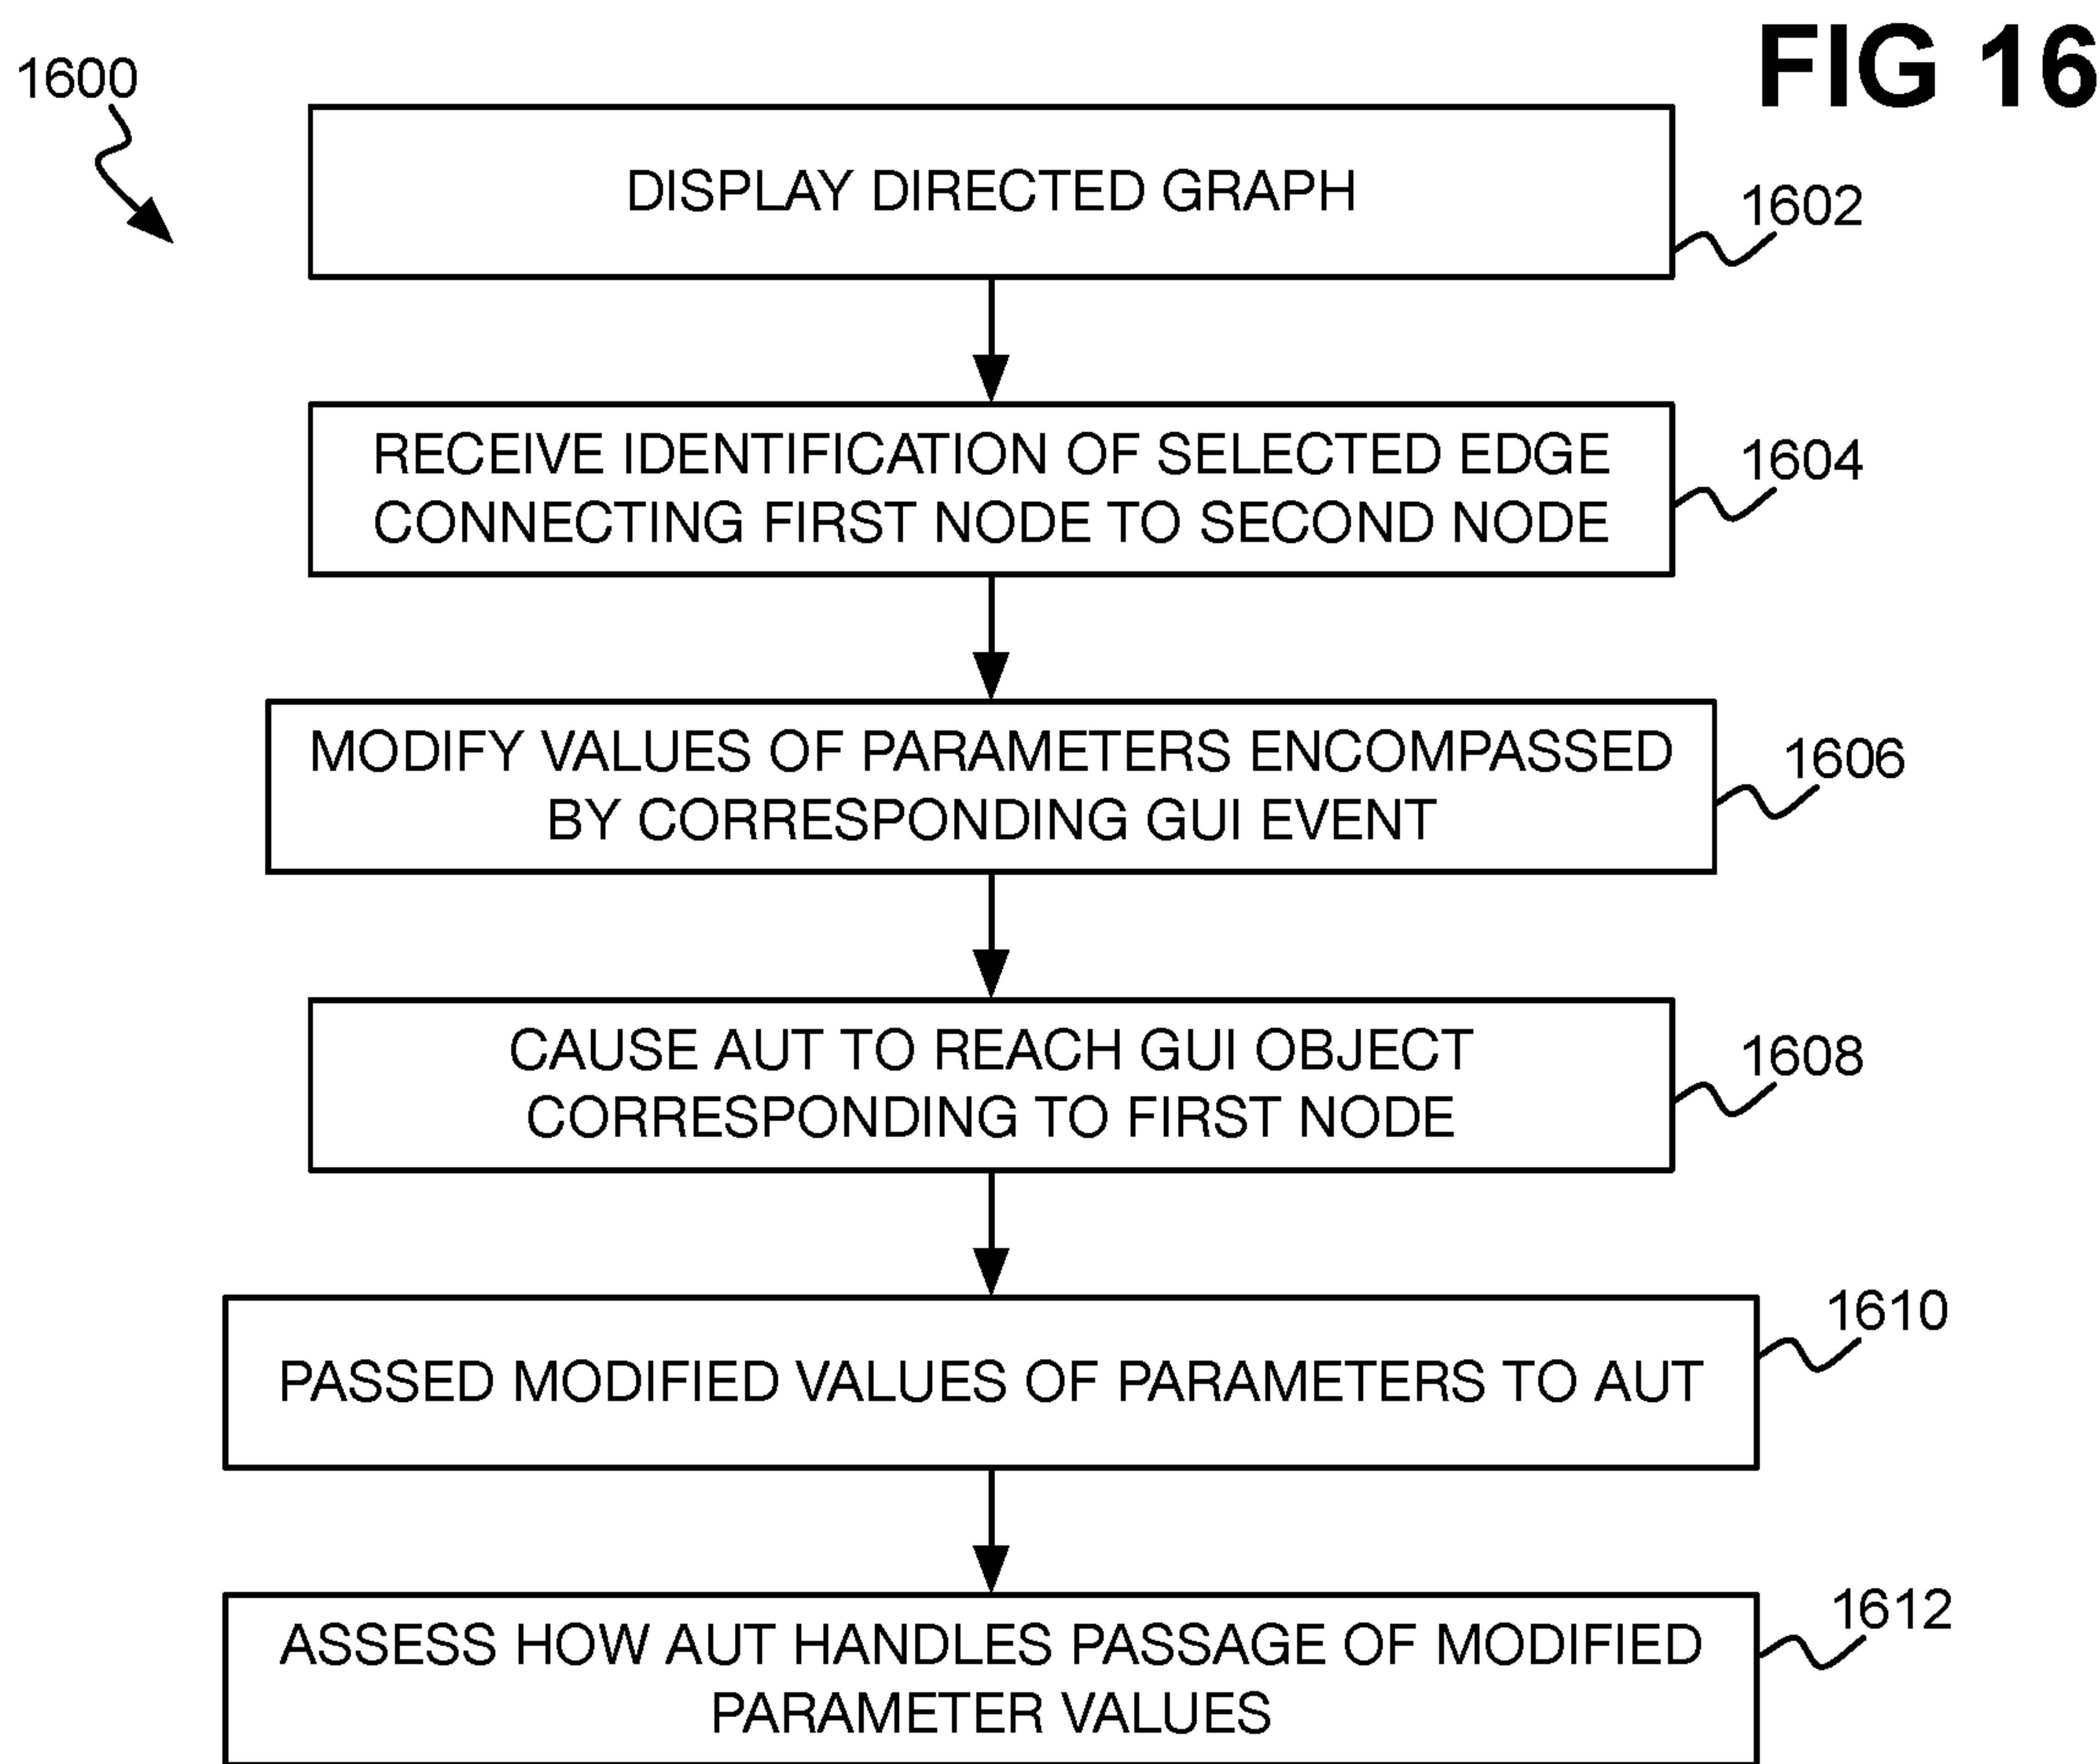 FIG 16
1600
DISPLAY DIRECTED GRAPH
1602
RECEIVE IDENTIFICATION OF SELECTED EDGE
CONNECTING FIRST NODE TO SECOND NODE
1604
MODIFY VALUES OF PARAMETERS ENCOMPASSED
BY CORRESPONDING GUI EVENT
1606
CAUSE AUT TO REACH GUI OBJECT
CORRESPONDING TO FIRST NODE
1608
PASSED MODIFIED VALUES OF PARAMETERS TO AUT
1610
ASSESS HOW AUT HANDLES PASSAGE OF MODIFIED
PARAMETER VALUES
1612